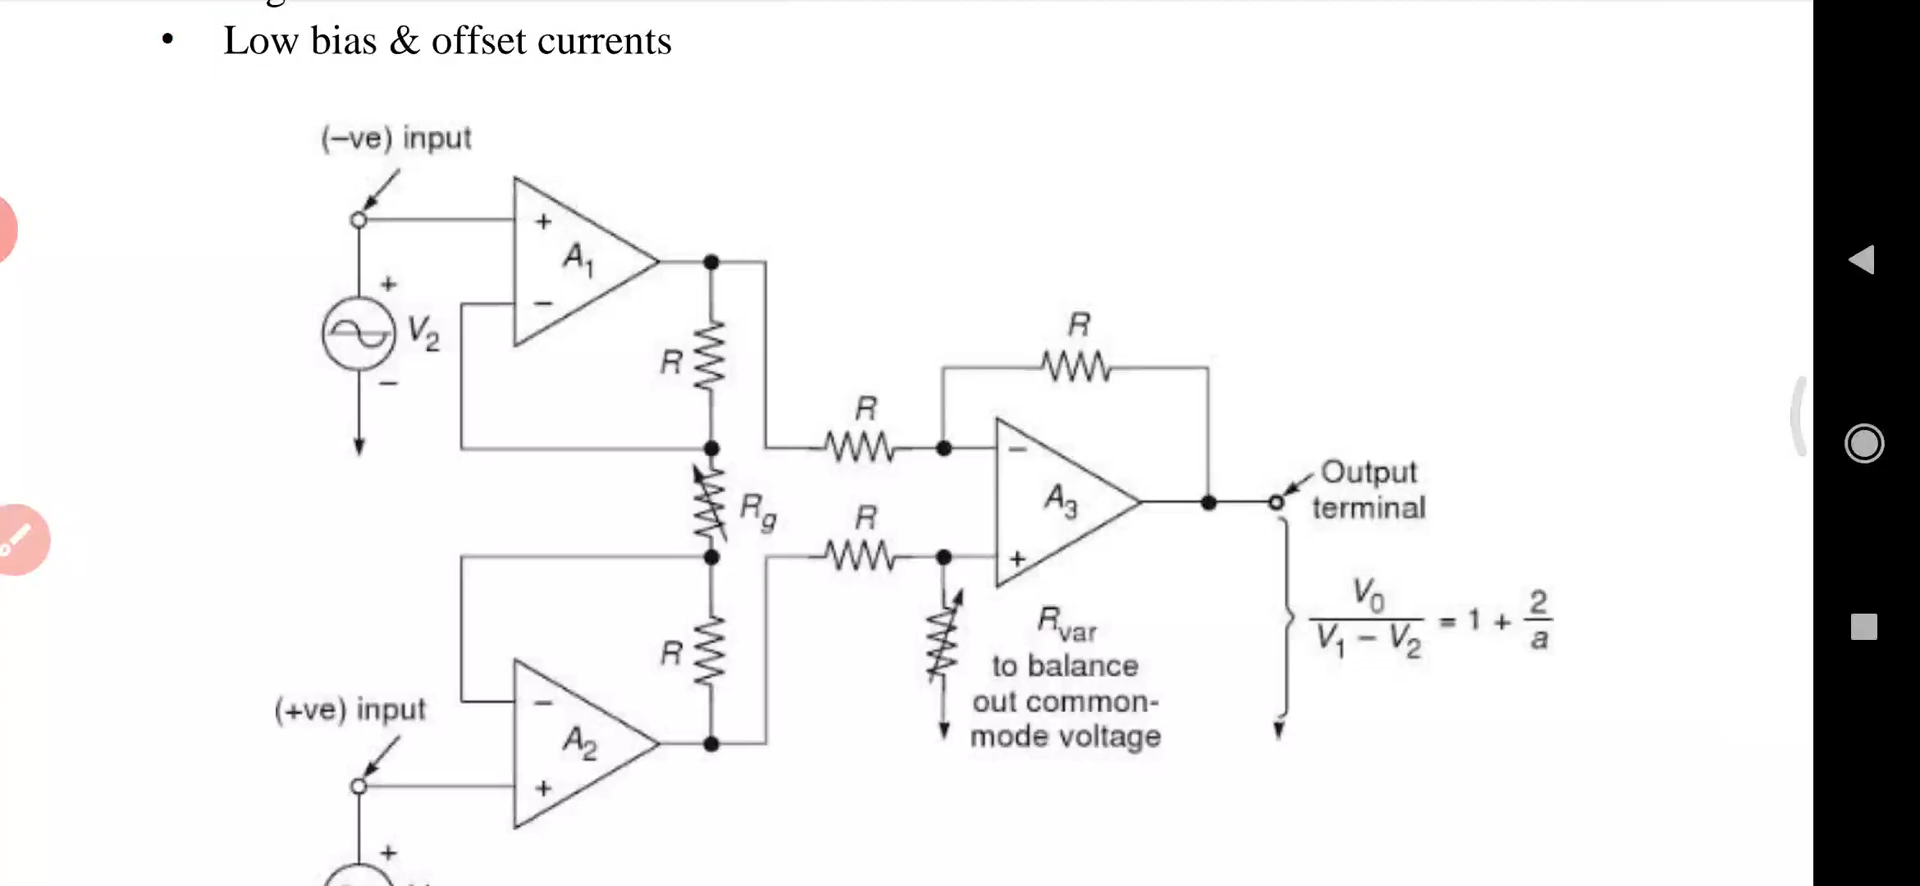 • Low bias & offset currents
(–ve) input
+
A1
–
+
V2
–
R
R
R
Rg
R
–
A3
+
Output
terminal
V0 / (V1 – V2) = 1 + 2/a
Rvar
to balance
out common-
mode voltage
R
(+ve) input
–
A2
+
+